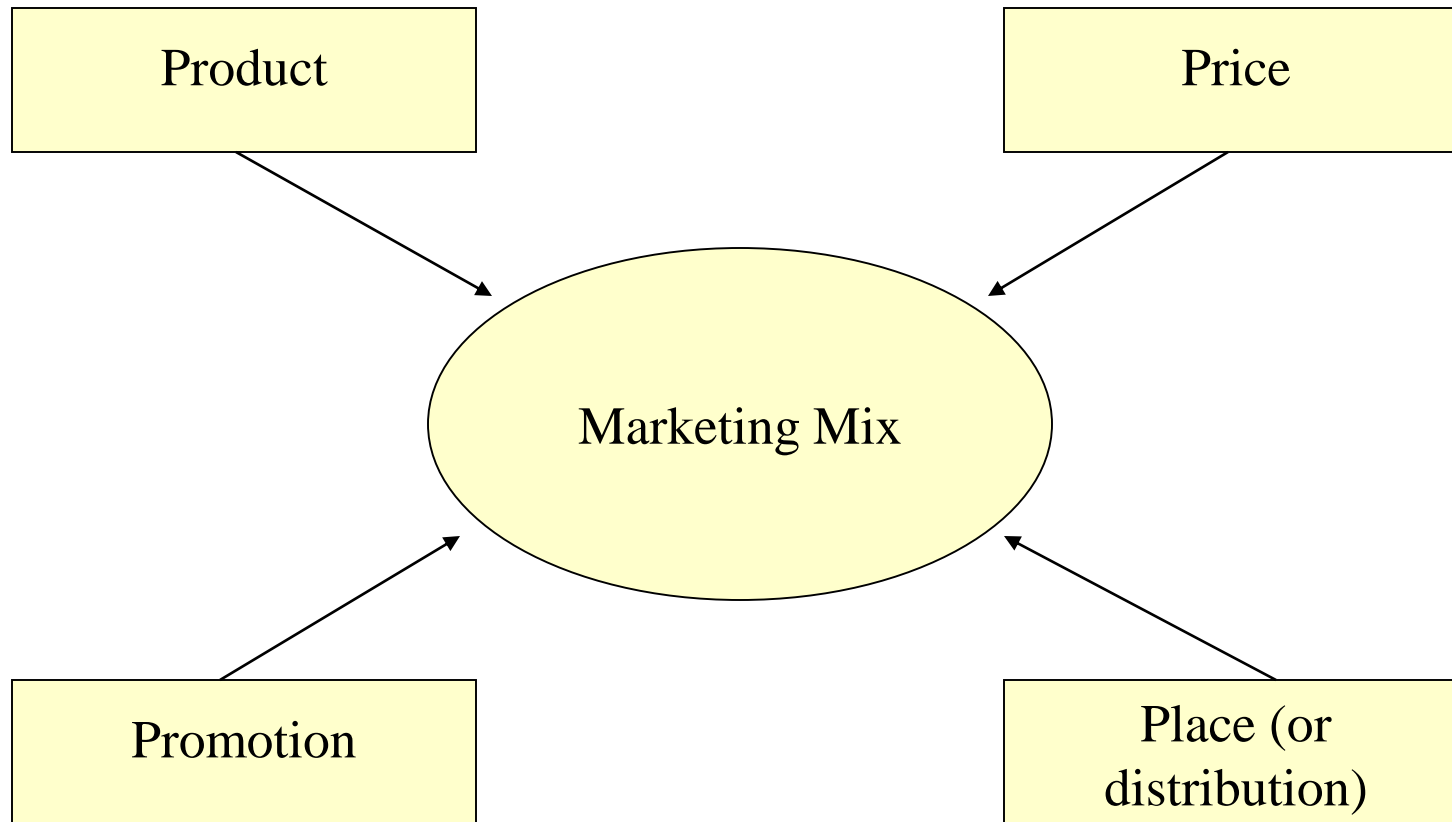 Product
Price
Marketing Mix
Promotion
Place (or
distribution)